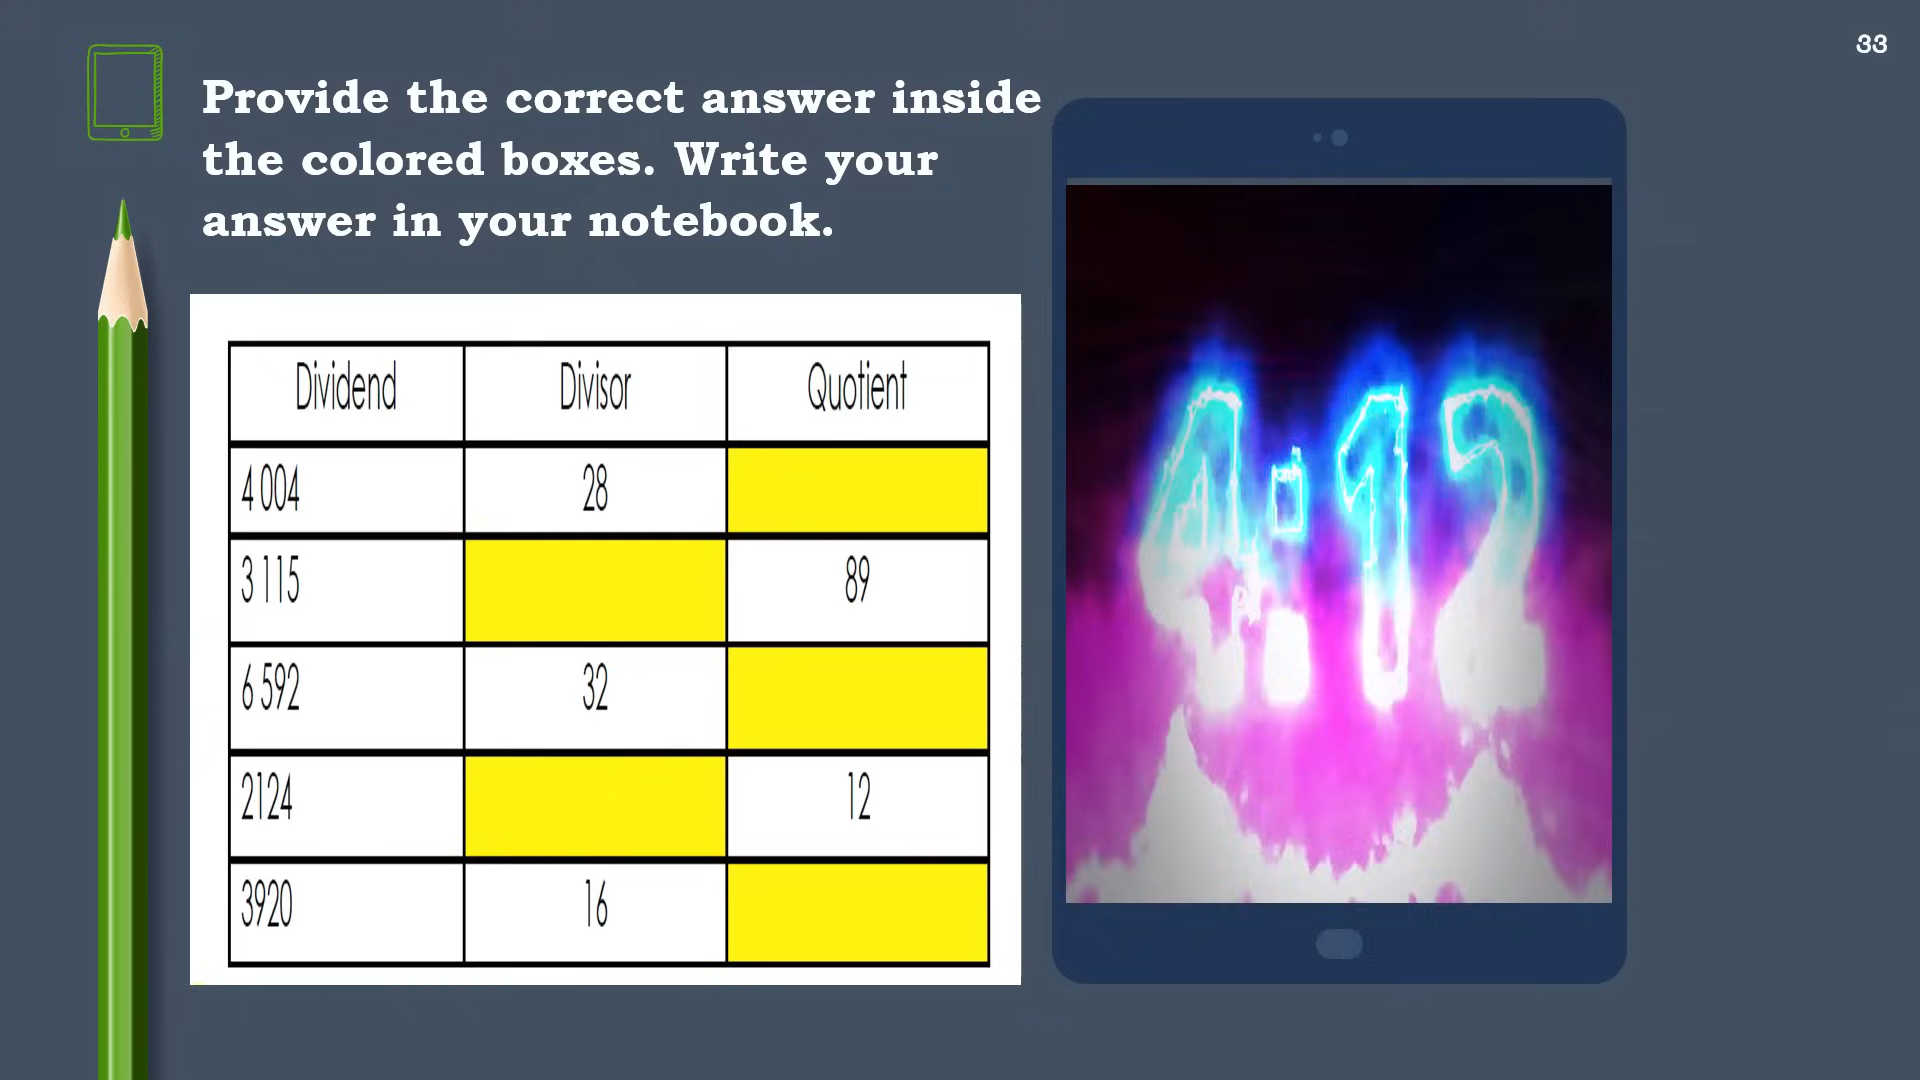 33
Provide the correct answer inside
the colored boxes. Write your
answer in your notebook.
Dividend Divisor Quotient
4 004 28
3 115 89
6 592 32
2124 12
3920 16
4:12